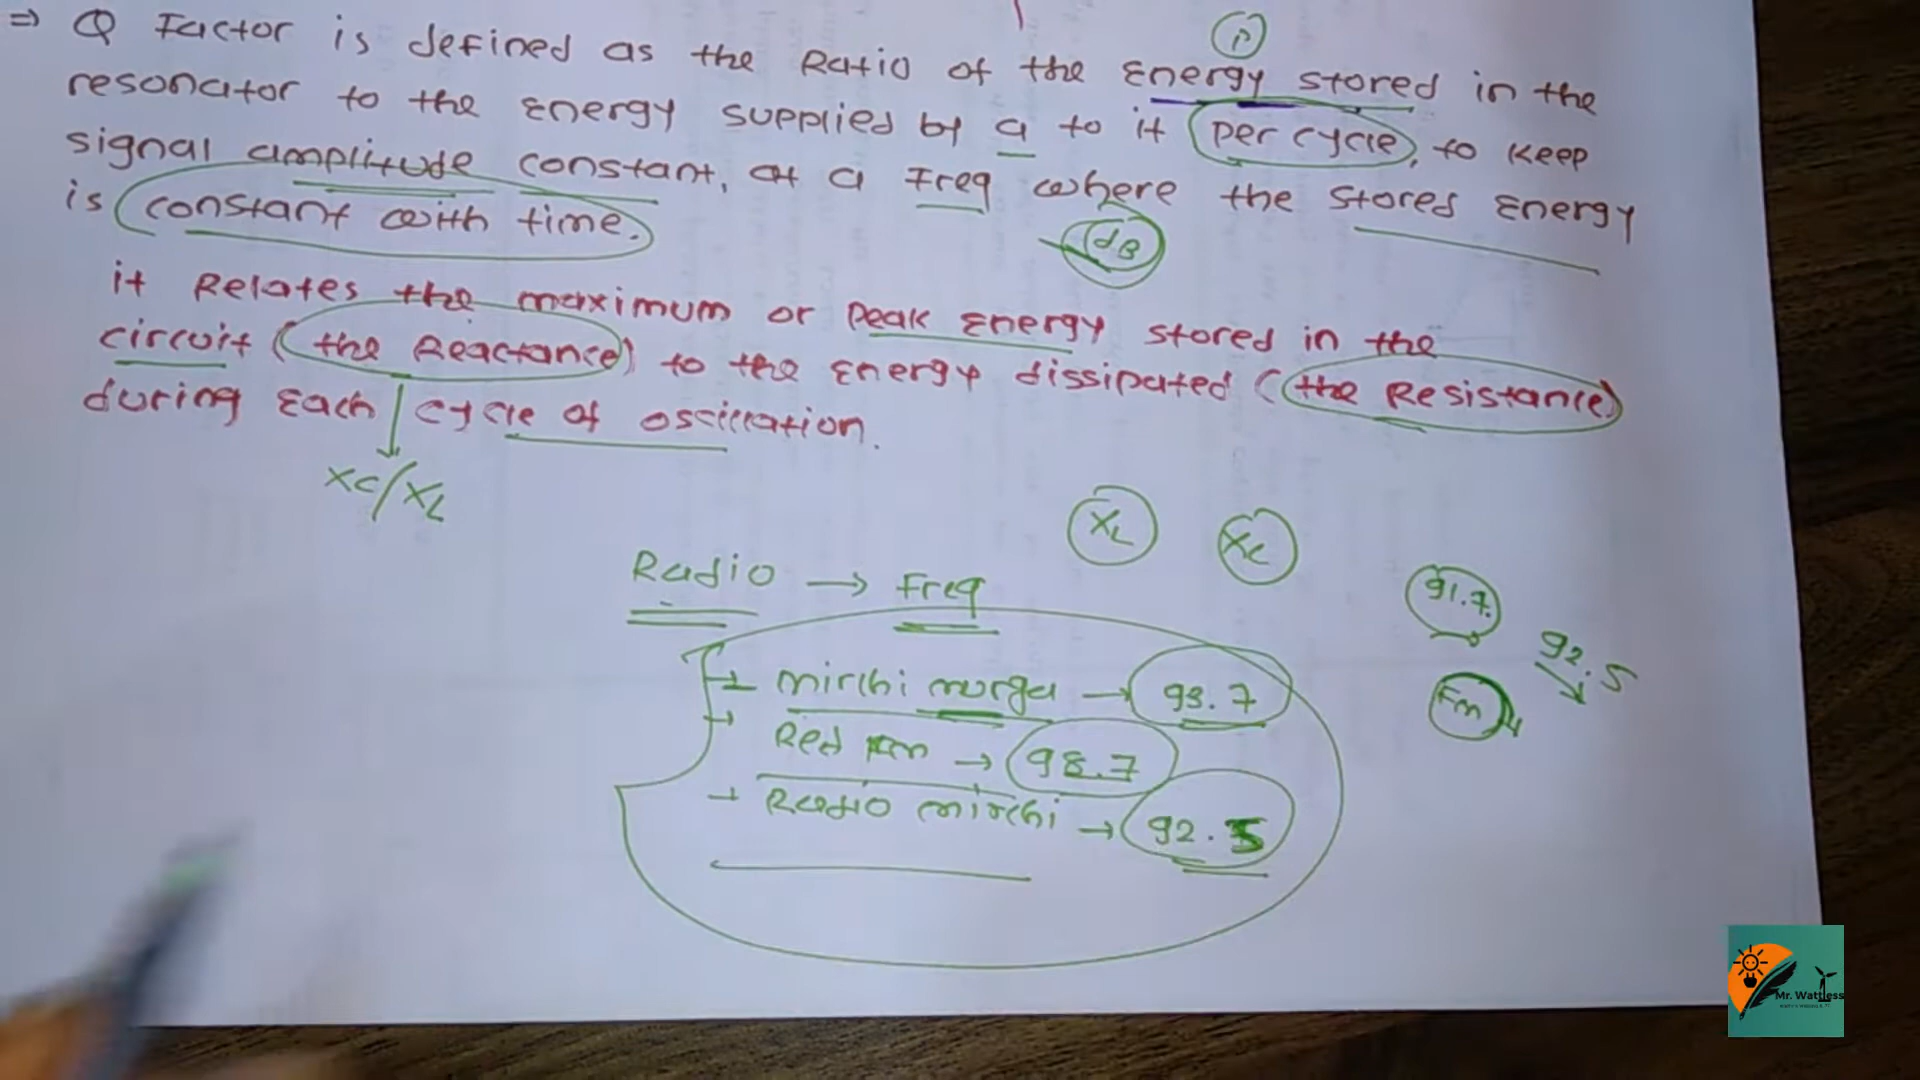 ⇒ Q Factor is defined as the Ratio of the Energy stored in the
resonator to the Energy supplied by a to it per cycle, to keep
signal amplitude constant, at a Freq where the stored Energy
is constant with time.
dB
it Relates the maximum or peak Energy stored in the
circuit (the Reactance) to the Energy dissipated (the Resistance)
during Each cycle of oscillation.
XC/XL
XL XC
Radio → Freq
91.7
92.5
Fm
→ mirchi murga → 93.7
→ Red Fm → 98.7
→ Radio mirchi → 92.5
Mr. Wattless